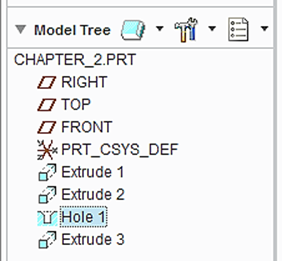 Model Tree
CHAPTER_2.PRT
RIGHT
TOP
FRONT
PRT_CSYS_DEF
Extrude 1
Extrude 2
Hole 1
Extrude 3